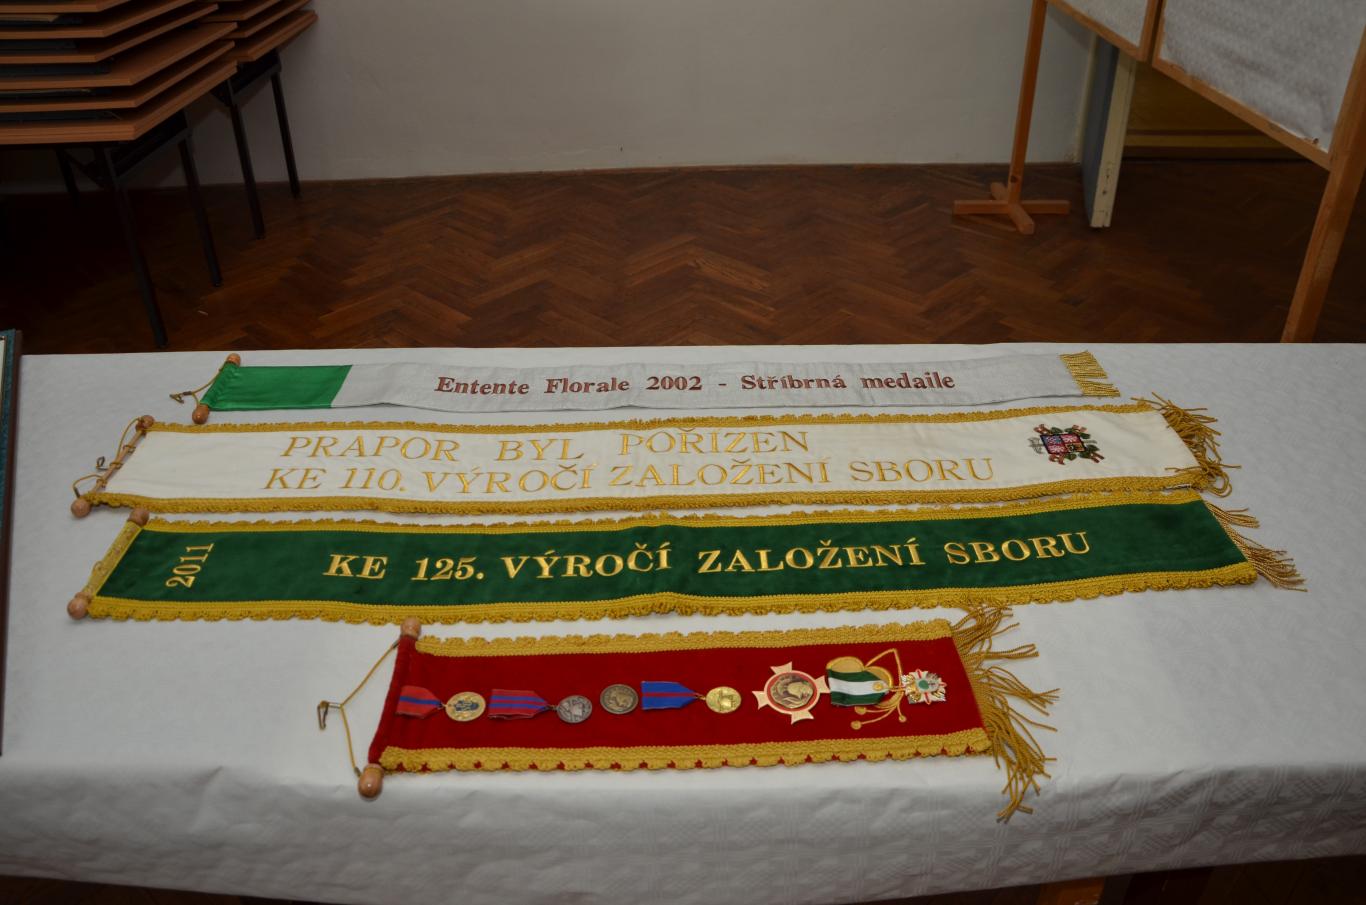 Entente Florale 2002 - Stříbrná medaile
PRAPOR BYL POŘÍZEN
KE 110. VÝROČÍ ZALOŽENÍ SBORU
2011
KE 125. VÝROČÍ ZALOŽENÍ SBORU